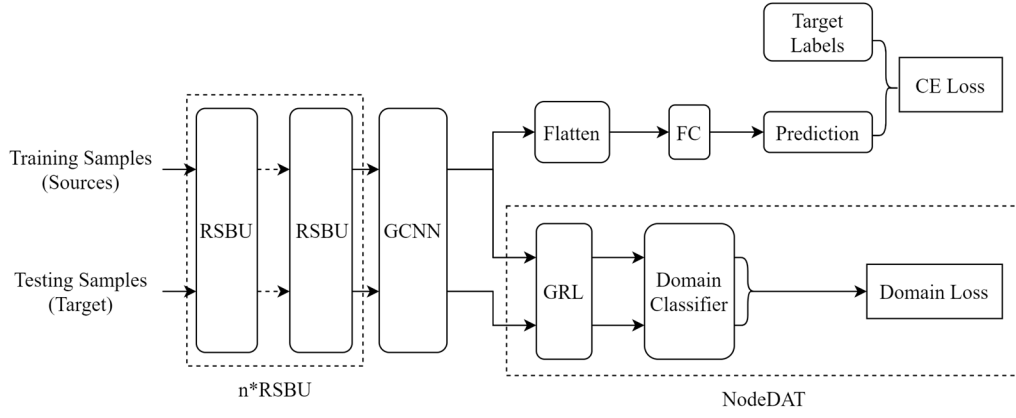 Target
Labels
CE Loss
Flatten
FC
Prediction
Training Samples
(Sources)
RSBU
RSBU
GCNN
Testing Samples
(Target)
GRL
Domain
Classifier
Domain Loss
n*RSBU
NodeDAT